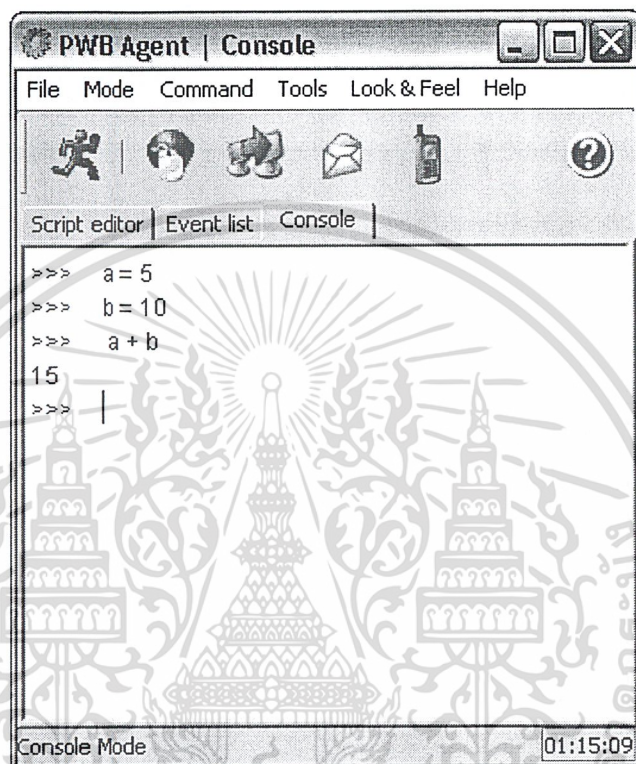 PWB Agent | Console
File Mode Command Tools Look & Feel Help
Script editor Event list Console
>>> a = 5
>>> b = 10
>>> a + b
15
>>>
Console Mode 01:15:09